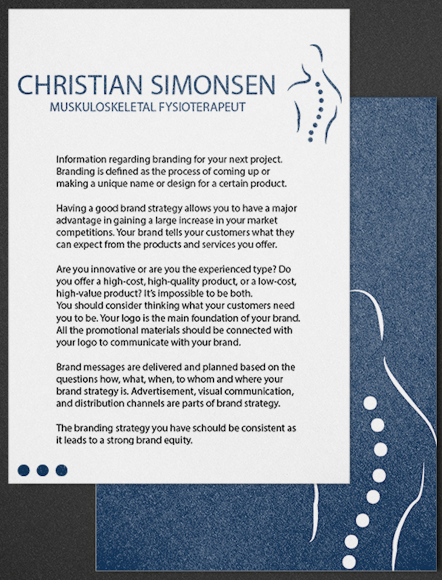 CHRISTIAN SIMONSEN
MUSKULOSKELETAL FYSIOTERAPEUT
Information regarding branding for your next project.
Branding is defined as the process of coming up or
making a unique name or design for a certain product.
Having a good brand strategy allows you to have a major
advantage in gaining a large increase in your market
competitions. Your brand tells your customers what they
can expect from the products and services you offer.
Are you innovative or are you the experienced type? Do
you offer a high-cost, high-quality product, or a low-cost,
high-value product? It's impossible to be both.
You should consider thinking what your customers need
you to be. Your logo is the main foundation of your brand.
All the promotional materials should be connected with
your logo to communicate with your brand.
Brand messages are delivered and planned based on the
questions how, what, when, to whom and where your
brand strategy is. Advertisement, visual communication,
and distribution channels are parts of brand strategy.
The branding strategy you have schould be consistent as
it leads to a strong brand equity.